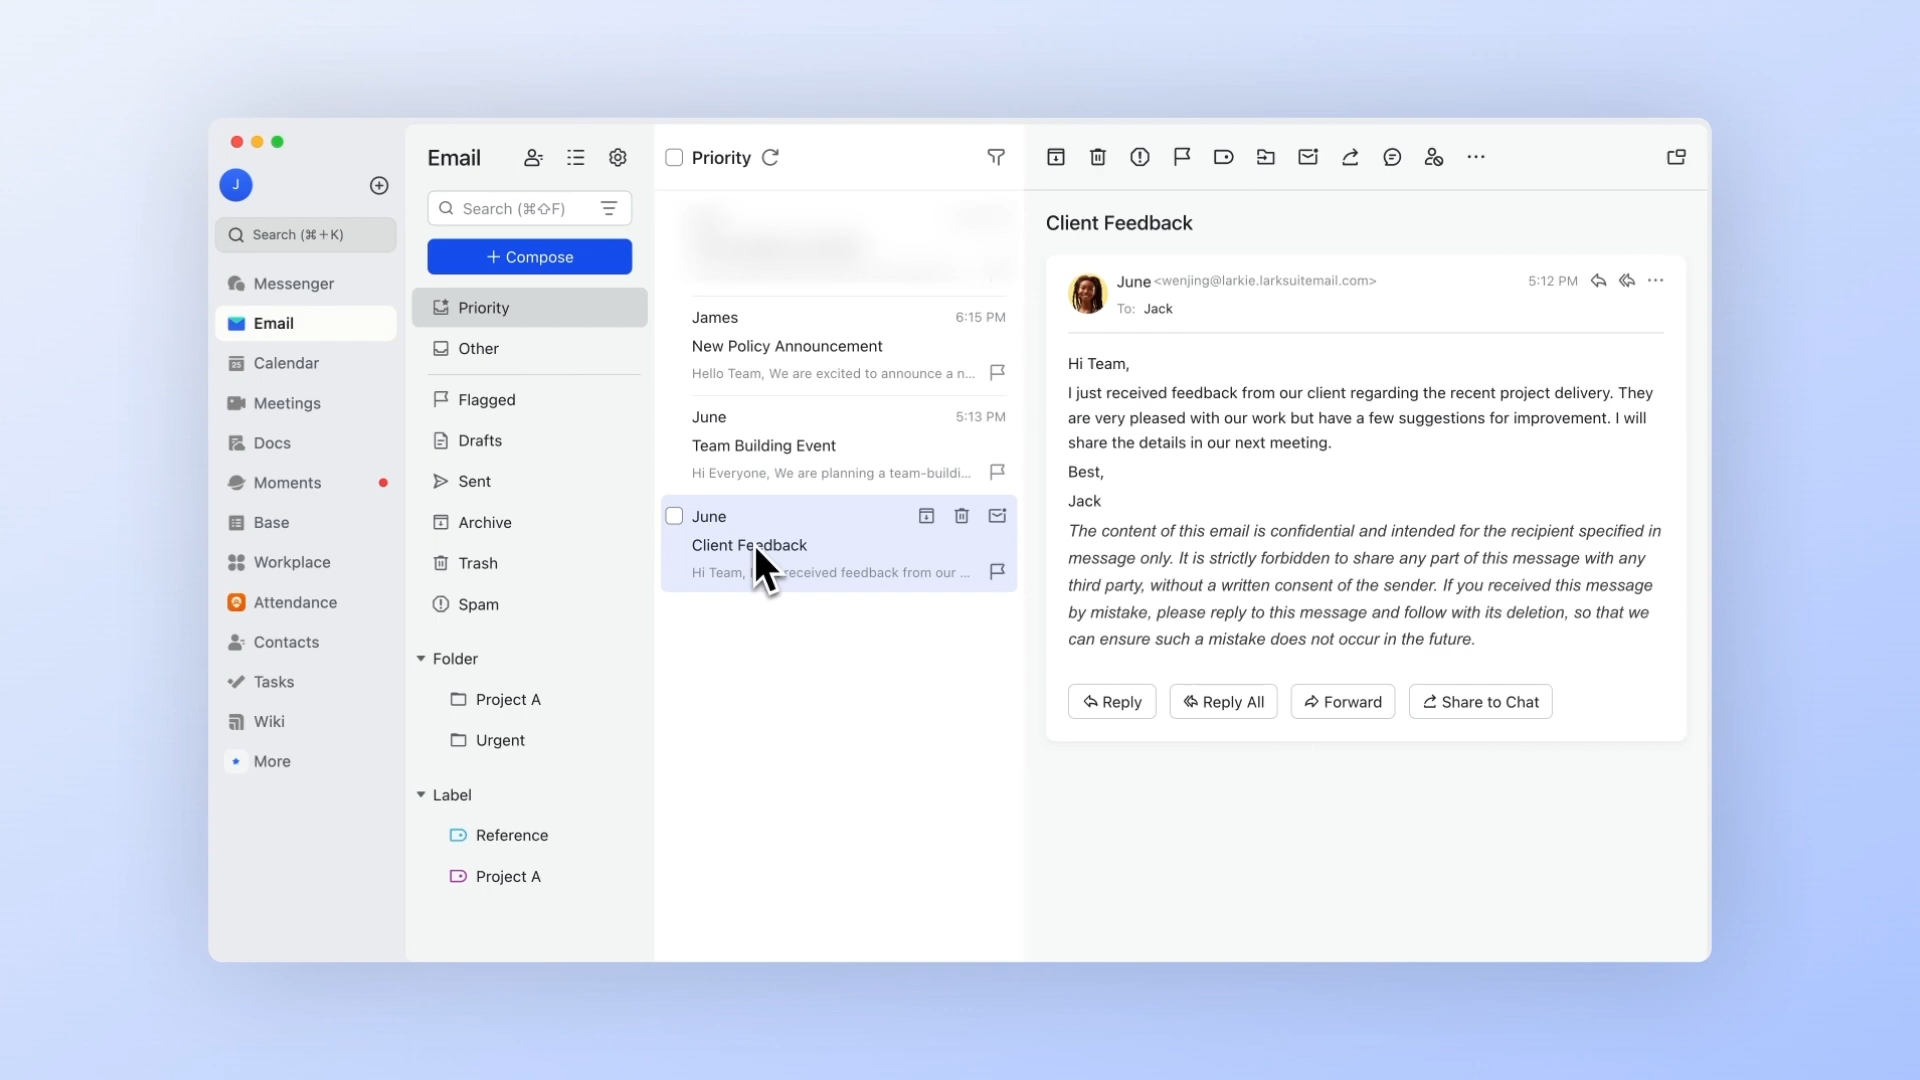 J
Search (⌘+K)
Messenger
Email
Calendar
Meetings
Docs
Moments
Base
Workplace
Attendance
Contacts
Tasks
Wiki
More
Email
Search (⌘⇧F)
+ Compose
Priority
Other
Flagged
Drafts
Sent
Archive
Trash
Spam
Folder
Project A
Urgent
Label
Reference
Project A
Priority
James 6:15 PM
New Policy Announcement
Hello Team, We are excited to announce a n...
June 5:13 PM
Team Building Event
Hi Everyone, We are planning a team-buildi...
June
Client Feedback
Hi Team, received feedback from our ...
Client Feedback
June <wenjing@larkie.larksuitemail.com> 5:12 PM
To: Jack
Hi Team,
I just received feedback from our client regarding the recent project delivery. They
are very pleased with our work but have a few suggestions for improvement. I will
share the details in our next meeting.
Best,
Jack
The content of this email is confidential and intended for the recipient specified in
message only. It is strictly forbidden to share any part of this message with any
third party, without a written consent of the sender. If you received this message
by mistake, please reply to this message and follow with its deletion, so that we
can ensure such a mistake does not occur in the future.
Reply
Reply All
Forward
Share to Chat